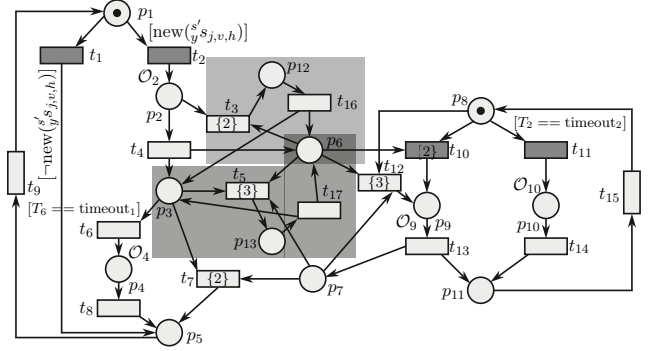 p₁
[new(ˢ′ᵧs_{j,v,h})]
t₁
t₂
[¬new(ˢ′ᵧs_{j,v,h})]
𝒪₂
p₂
p₁₂
t₃
{2}
t₁₆
p₈
[T₂ == timeout₂]
t₄
p₆
[2}
t₁₀
t₁₁
t₁₂
{3}
t₉
[T₆ == timeout₁]
p₃
t₅
{3}
t₁₇
𝒪₉
p₉
𝒪₁₀
p₁₀
t₁₅
t₆
𝒪₄
p₁₃
t₁₃
t₁₄
p₄
t₇
{2}
p₇
p₁₁
t₈
p₅